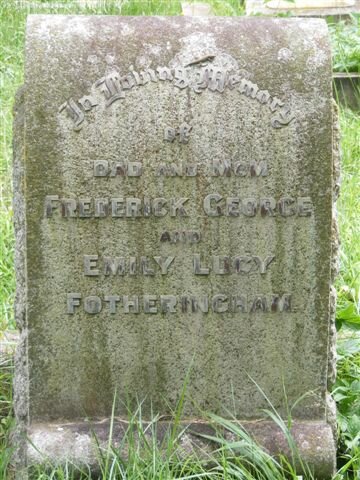 In Loving Memory
OF
DAD AND MUM
FREDERICK GEORGE
AND
EMILY LUCY
FOTHERINGHAM